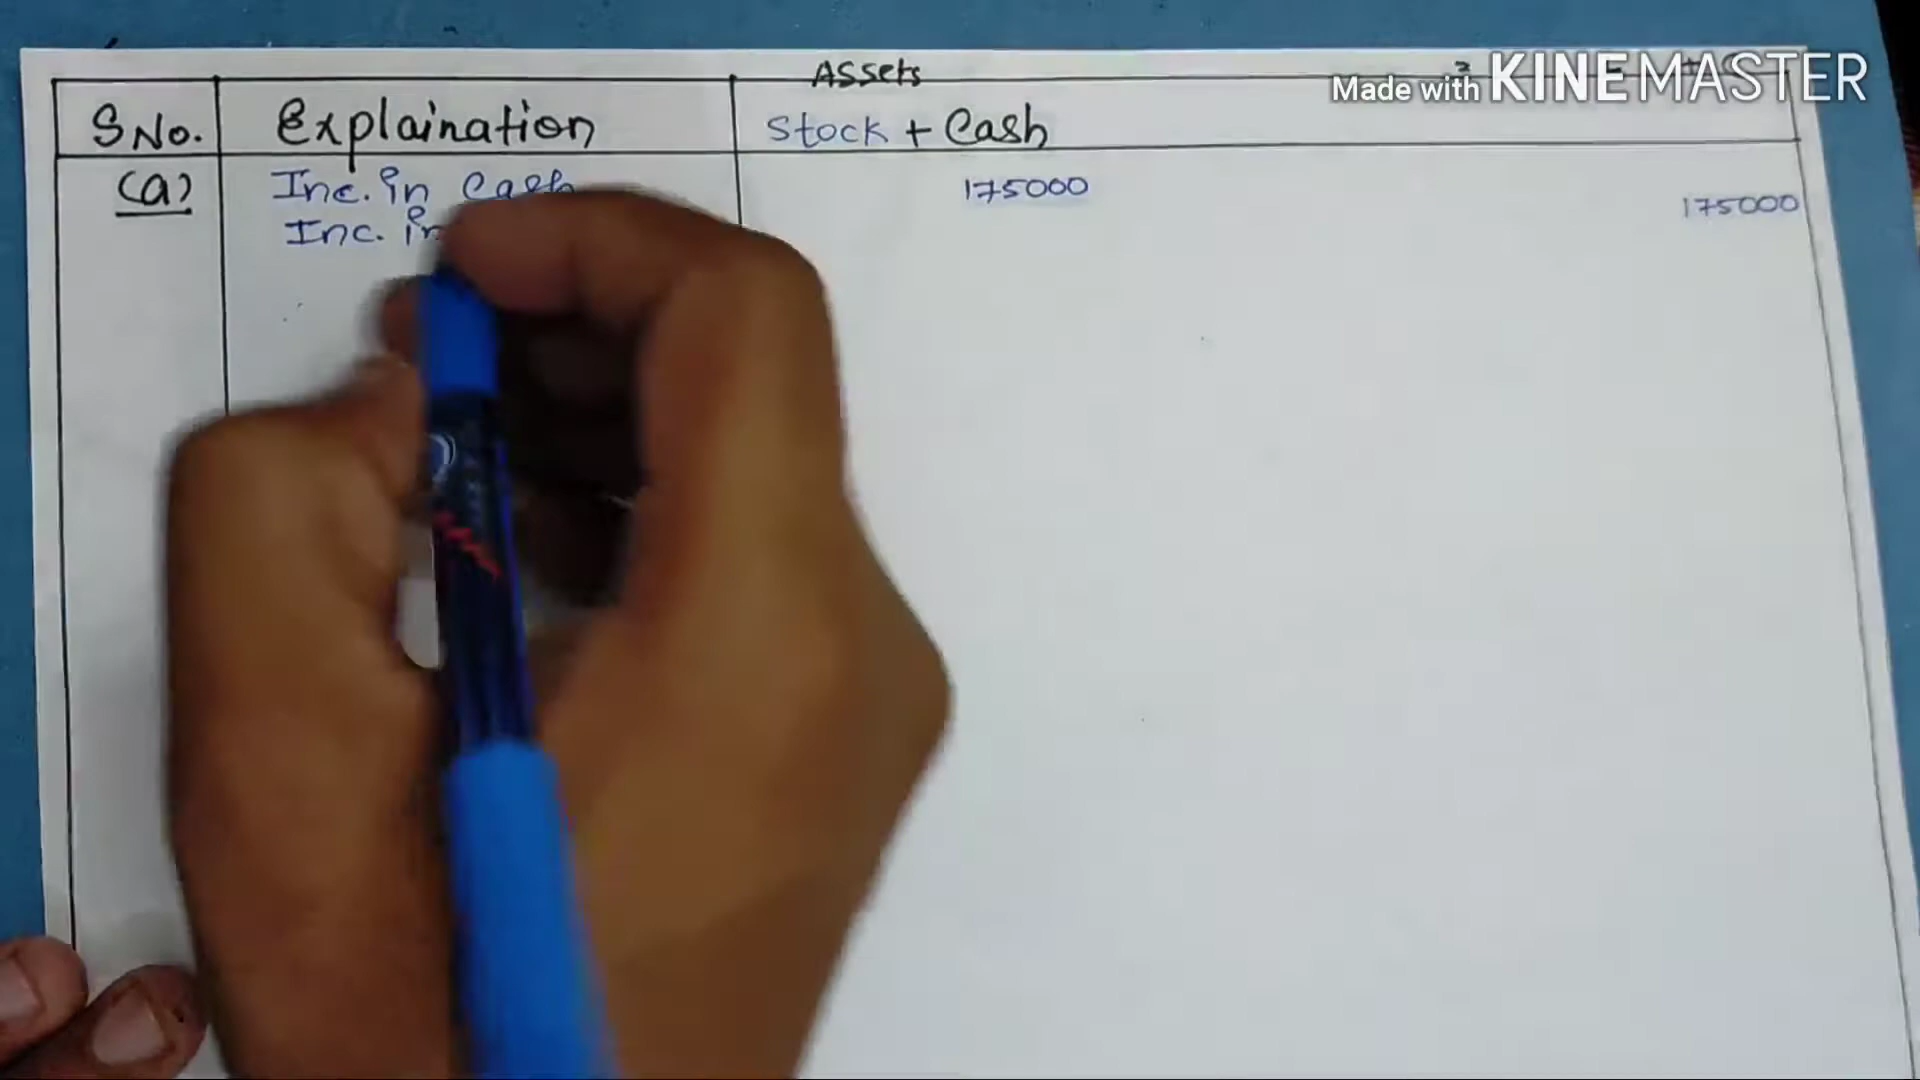 Assets
Made with KINEMASTER
S No. Explaination Stock + Cash
(a) Inc. in Cash 175000 175000
Inc. in